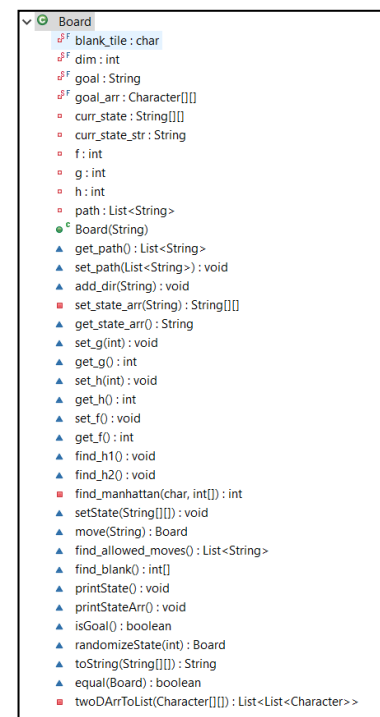 Board
blank_tile : char
dim : int
goal : String
goal_arr : Character[][]
curr_state : String[][]
curr_state_str : String
f : int
g : int
h : int
path : List<String>
Board(String)
get_path() : List<String>
set_path(List<String>) : void
add_dir(String) : void
set_state_arr(String) : String[][]
get_state_arr() : String
set_g(int) : void
get_g() : int
set_h(int) : void
get_h() : int
set_f() : void
get_f() : int
find_h1() : void
find_h2() : void
find_manhattan(char, int[]) : int
setState(String[][]) : void
move(String) : Board
find_allowed_moves() : List<String>
find_blank() : int[]
printState() : void
printStateArr() : void
isGoal() : boolean
randomizeState(int) : Board
toString(String[][]) : String
equal(Board) : boolean
twoDArrToList(Character[][]) : List<List<Character>>